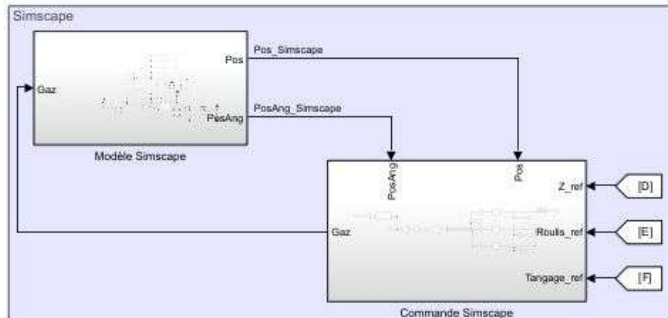 Simscape
Pos
Pos_Simscape
Gaz
PosAng
PosAng_Simscape
Modèle Simscape
PosAng
Pos
Z_ref
[D]
Gaz
Roulis_ref
[E]
Tangage_ref
[F]
Commande Simscape